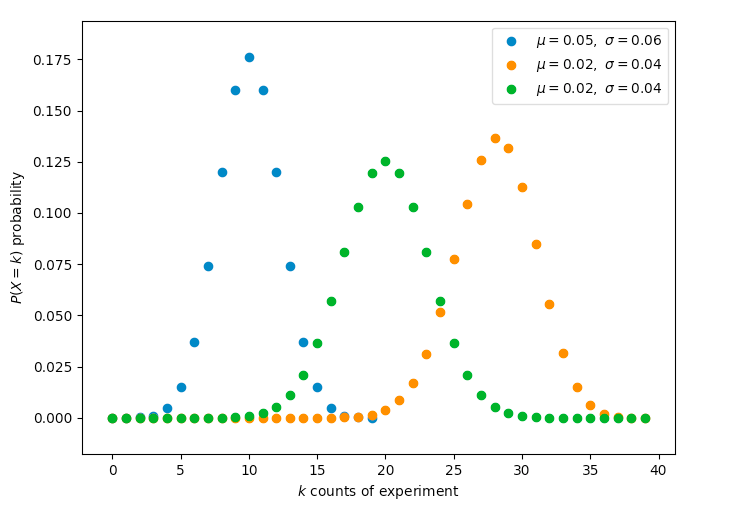 μ = 0.05, σ = 0.06
μ = 0.02, σ = 0.04
μ = 0.02, σ = 0.04
P(X = k) probability
0.175
0.150
0.125
0.100
0.075
0.050
0.025
0.000
0 5 10 15 20 25 30 35 40
k counts of experiment